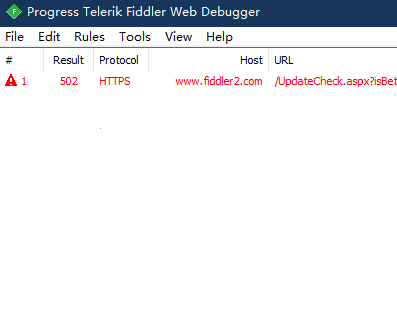 Progress Telerik Fiddler Web Debugger
File Edit Rules Tools View Help
# Result Protocol Host URL
1 502 HTTPS www.fiddler2.com /UpdateCheck.aspx?isBet